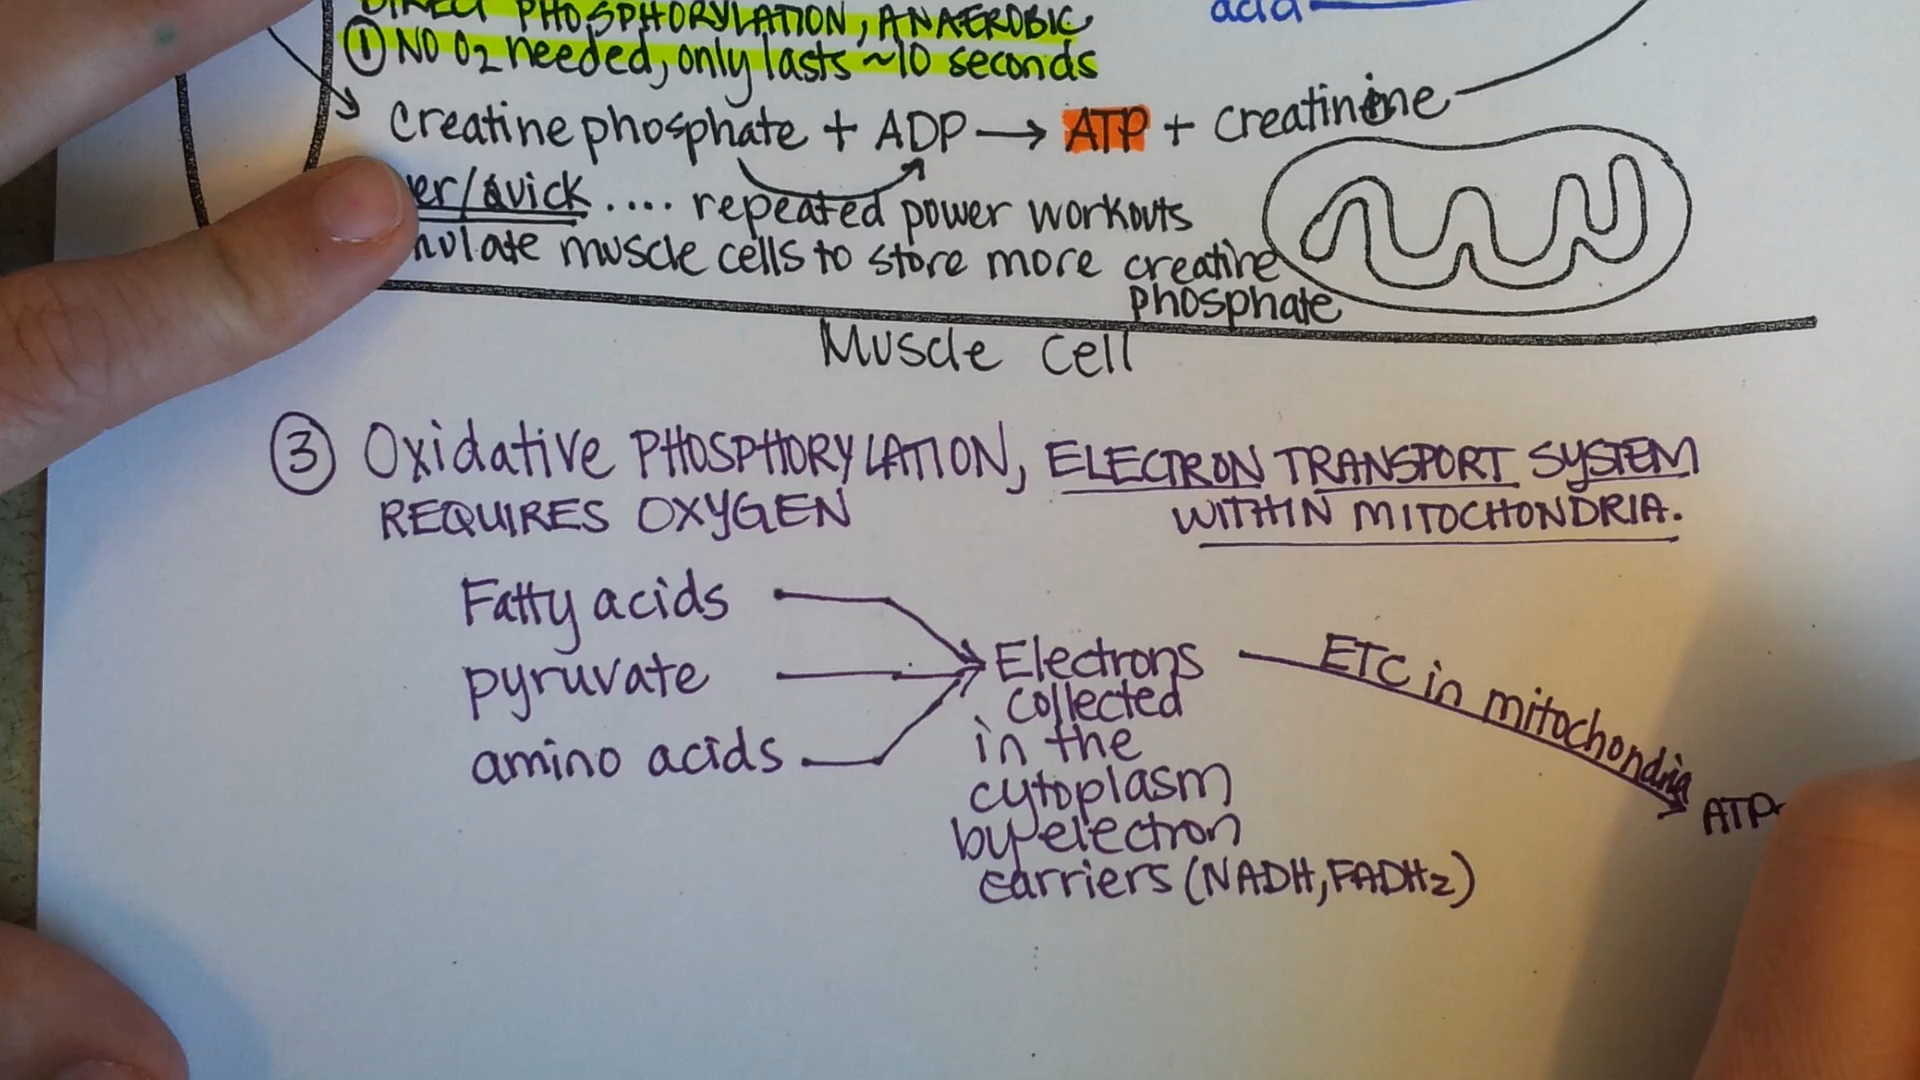 DIRECT PHOSPHORYLATION, ANAEROBIC
① NO O2 needed, only lasts ~10 seconds
acid
Creatine phosphate + ADP → ATP + creatinine
er/quick .... repeated power workouts
mulate muscle cells to store more creatine
phosphate
Muscle Cell
③ Oxidative PHOSPHORYLATION, ELECTRON TRANSPORT SYSTEM
REQUIRES OXYGEN
WITHIN MITOCHONDRIA.
Fatty acids
pyruvate
amino acids
Electrons
collected
in the
cytoplasm
by electron
carriers (NADH, FADH2)
ETC in mitochondria
ATP